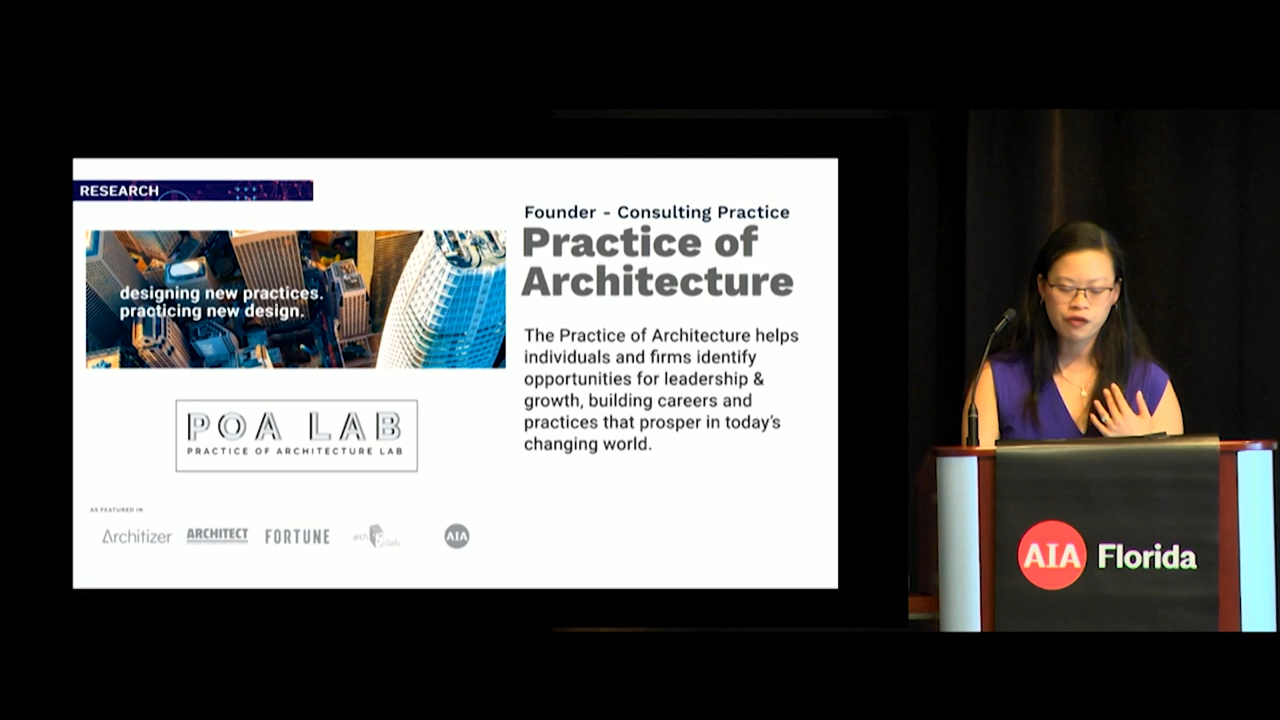 RESEARCH
designing new practices.
practicing new design.
POA LAB
PRACTICE OF ARCHITECTURE LAB
AS FEATURED IN
Architizer
ARCHITECT
FORTUNE
arch
daily
AIA
Founder - Consulting Practice
Practice of
Architecture
The Practice of Architecture helps
individuals and firms identify
opportunities for leadership &
growth, building careers and
practices that prosper in today's
changing world.
AIA Florida